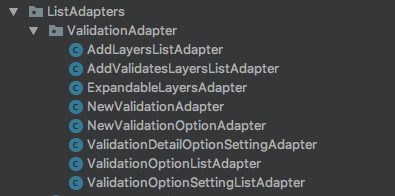 ListAdapters
ValidationAdapter
AddLayersListAdapter
AddValidatesLayersListAdapter
ExpandableLayersAdapter
NewValidationAdapter
NewValidationOptionAdapter
ValidationDetailOptionSettingAdapter
ValidationOptionListAdapter
ValidationOptionSettingListAdapter